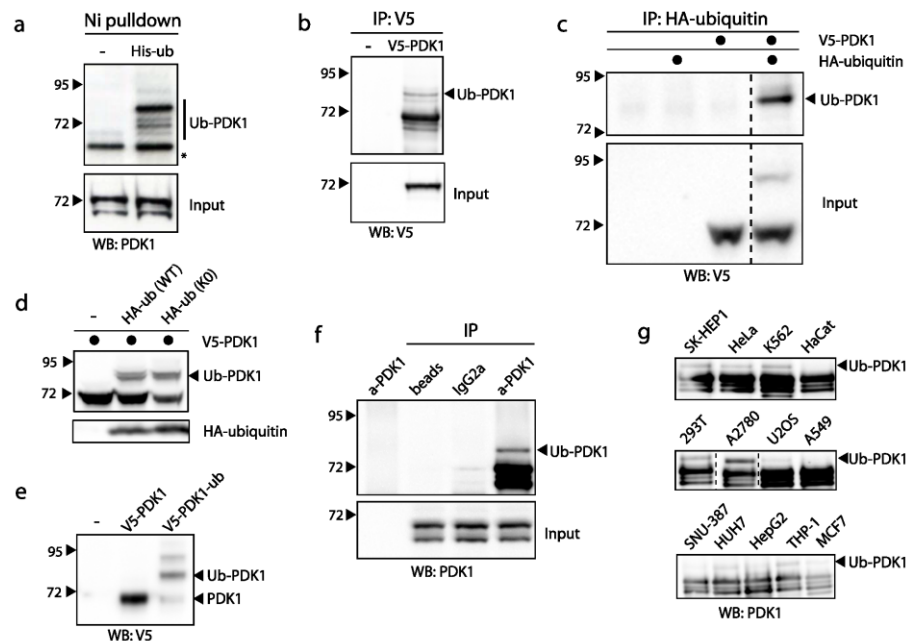 a
Ni pulldown
- His-ub
95
72
Ub-PDK1
*
72
Input
WB: PDK1
b
IP: V5
- V5-PDK1
95
Ub-PDK1
72
72
Input
WB: V5
c
IP: HA-ubiquitin
V5-PDK1
HA-ubiquitin
95
Ub-PDK1
72
95
Input
72
WB: V5
d
- HA-ub (WT) HA-ub (K0)
V5-PDK1
95
Ub-PDK1
72
HA-ubiquitin
e
- V5-PDK1 V5-PDK1-ub
95
Ub-PDK1
72
PDK1
WB: V5
f
IP
a-PDK1 beads IgG2a a-PDK1
95
Ub-PDK1
72
72
Input
WB: PDK1
g
SK-HEP1 HeLa K562 HaCat
Ub-PDK1
293T A2780 U2OS A549
Ub-PDK1
SNU-387 HUH7 HepG2 THP-1 MCF7
Ub-PDK1
WB: PDK1